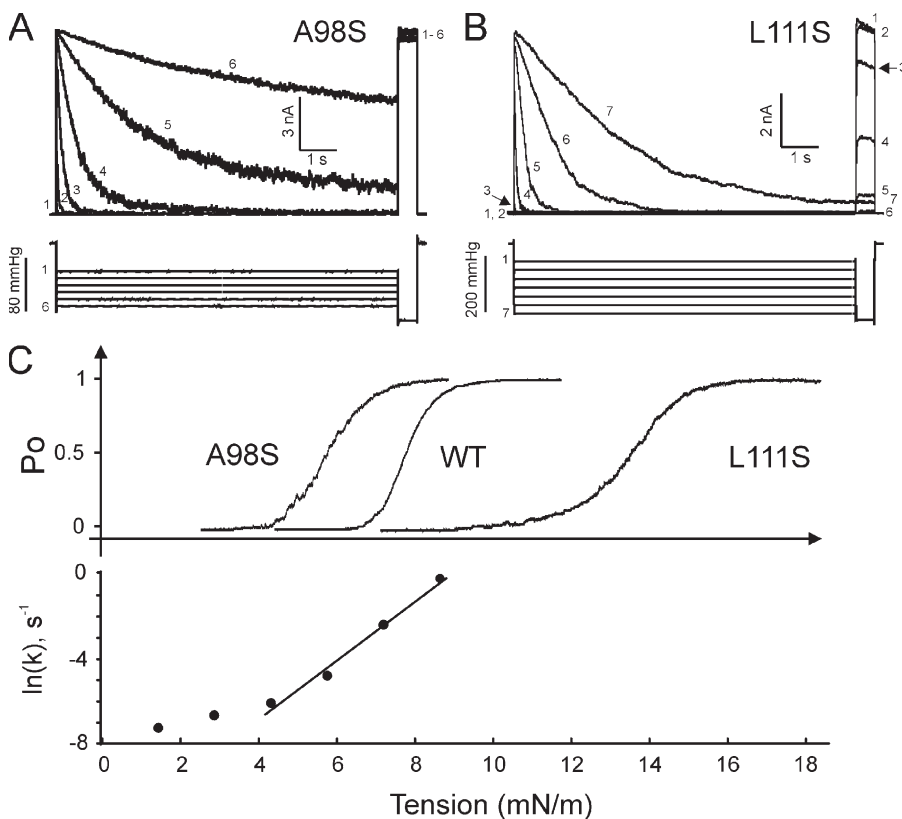 A
A98S
1-6
6
5
4
3
2
1
3 nA
1 s
80 mmHg
1
6
B
L111S
1
2
3
4
5
7
6
7
6
5
4
3
1, 2
2 nA
1 s
200 mmHg
1
7
C
Po
1
0.5
0
A98S
WT
L111S
ln(k), s-1
0
-4
-8
0 2 4 6 8 10 12 14 16 18
Tension (mN/m)